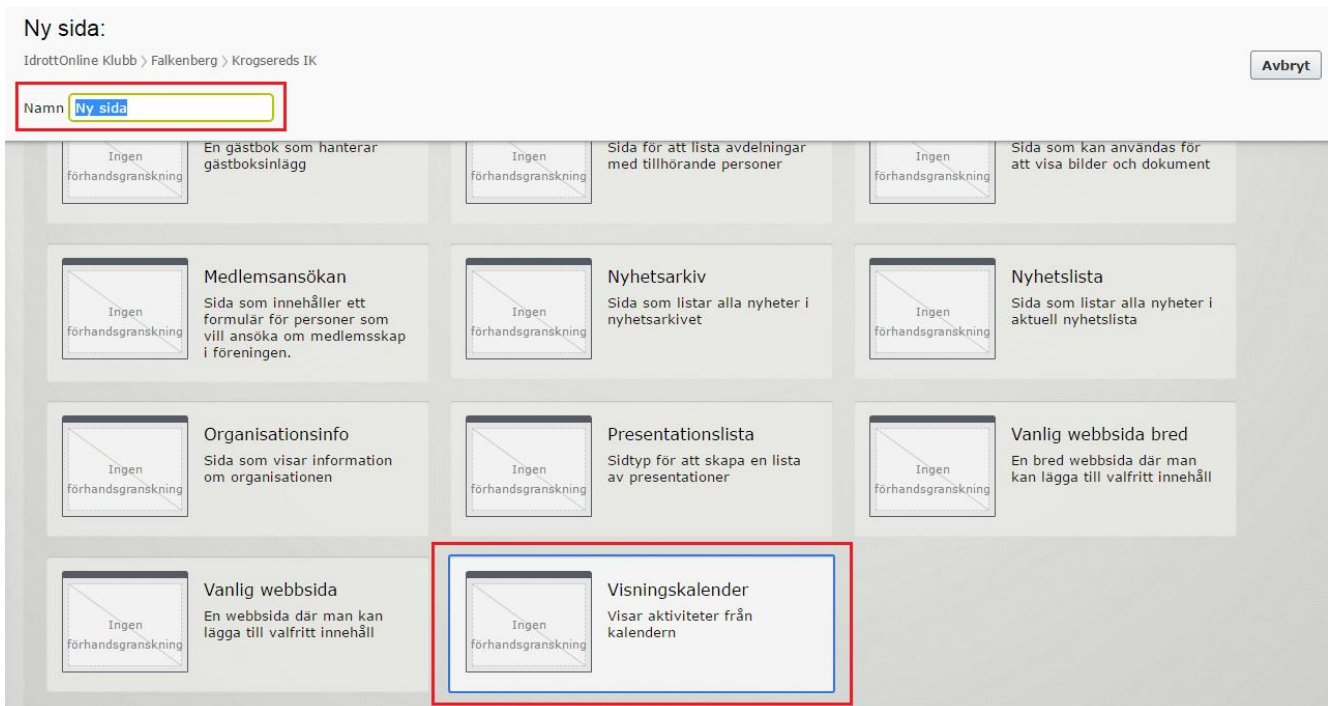 Ny sida:
IdrottOnline Klubb > Falkenberg > Krogsereds IK
Avbryt
Namn Ny sida
Ingen
förhandsgranskning
En gästbok som hanterar
gästboksinlägg
Ingen
förhandsgranskning
Sida för att lista avdelningar
med tillhörande personer
Ingen
förhandsgranskning
Sida som kan användas för
att visa bilder och dokument
Ingen
förhandsgranskning
Medlemsansökan
Sida som innehåller ett
formulär för personer som
vill ansöka om medlemsskap
i föreningen.
Ingen
förhandsgranskning
Nyhetsarkiv
Sida som listar alla nyheter i
nyhetsarkivet
Ingen
förhandsgranskning
Nyhetslista
Sida som listar alla nyheter i
aktuell nyhetslista
Ingen
förhandsgranskning
Organisationsinfo
Sida som visar information
om organisationen
Ingen
förhandsgranskning
Presentationslista
Sidtyp för att skapa en lista
av presentationer
Ingen
förhandsgranskning
Vanlig webbsida bred
En bred webbsida där man
kan lägga till valfritt innehåll
Ingen
förhandsgranskning
Vanlig webbsida
En webbsida där man kan
lägga till valfritt innehåll
Ingen
förhandsgranskning
Visningskalender
Visar aktiviteter från
kalendern